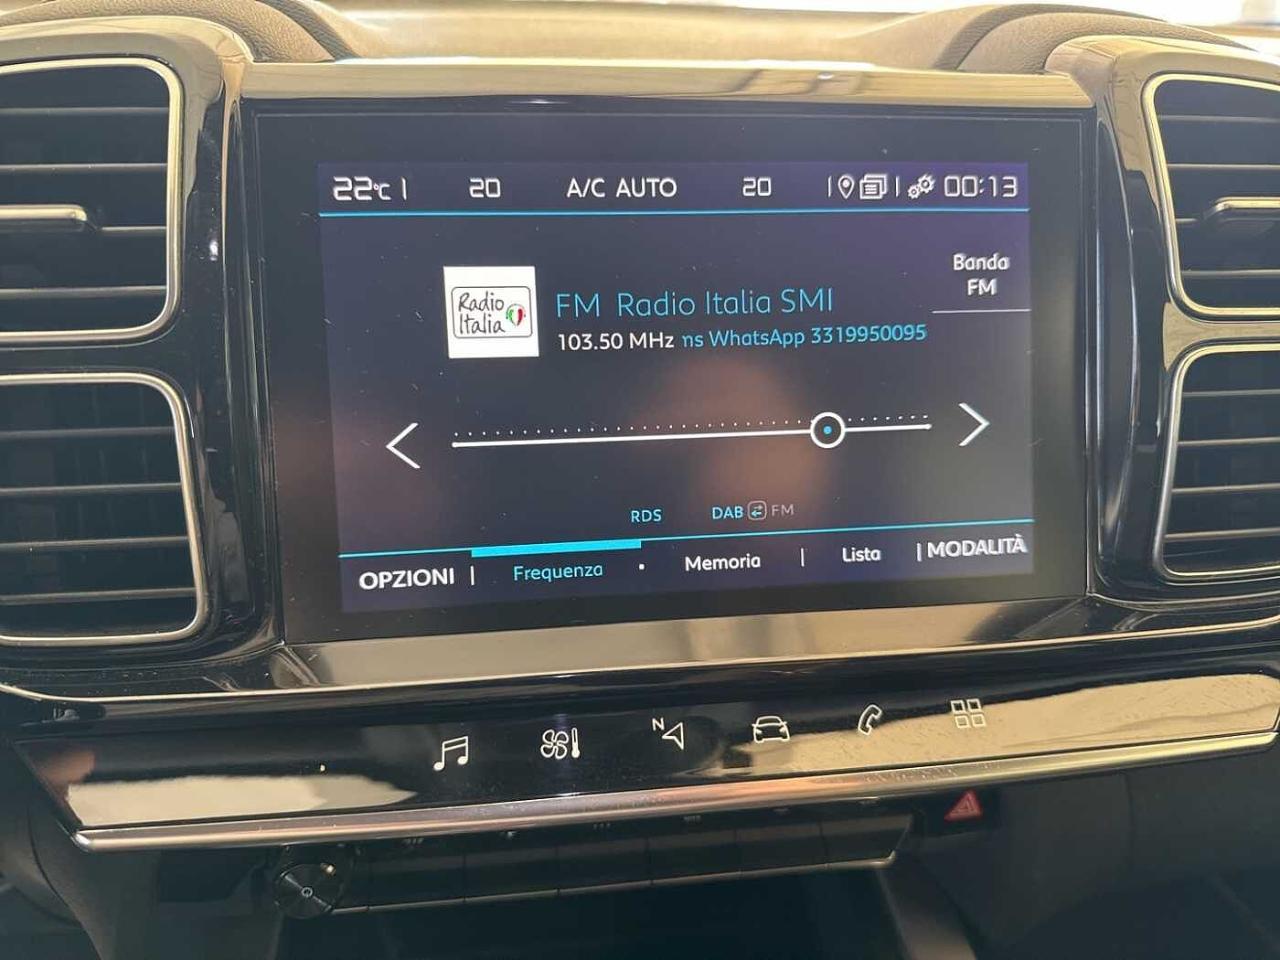 22°C 20 A/C AUTO 20 00:13
Banda
FM
Radio
Italia
FM Radio Italia SMI
103.50 MHz ns WhatsApp 3319950095
RDS DAB FM
OPZIONI | Frequenza • Memoria | Lista | MODALITÀ
N